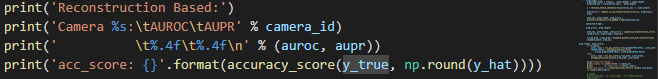 print('Reconstruction Based:')
print('Camera %s:\tAUROC\tAUPR' % camera_id)
print('          \t%.4f\t%.4f\n' % (auroc, aupr))
print('acc_score: {}'.format(accuracy_score(y_true, np.round(y_hat))))